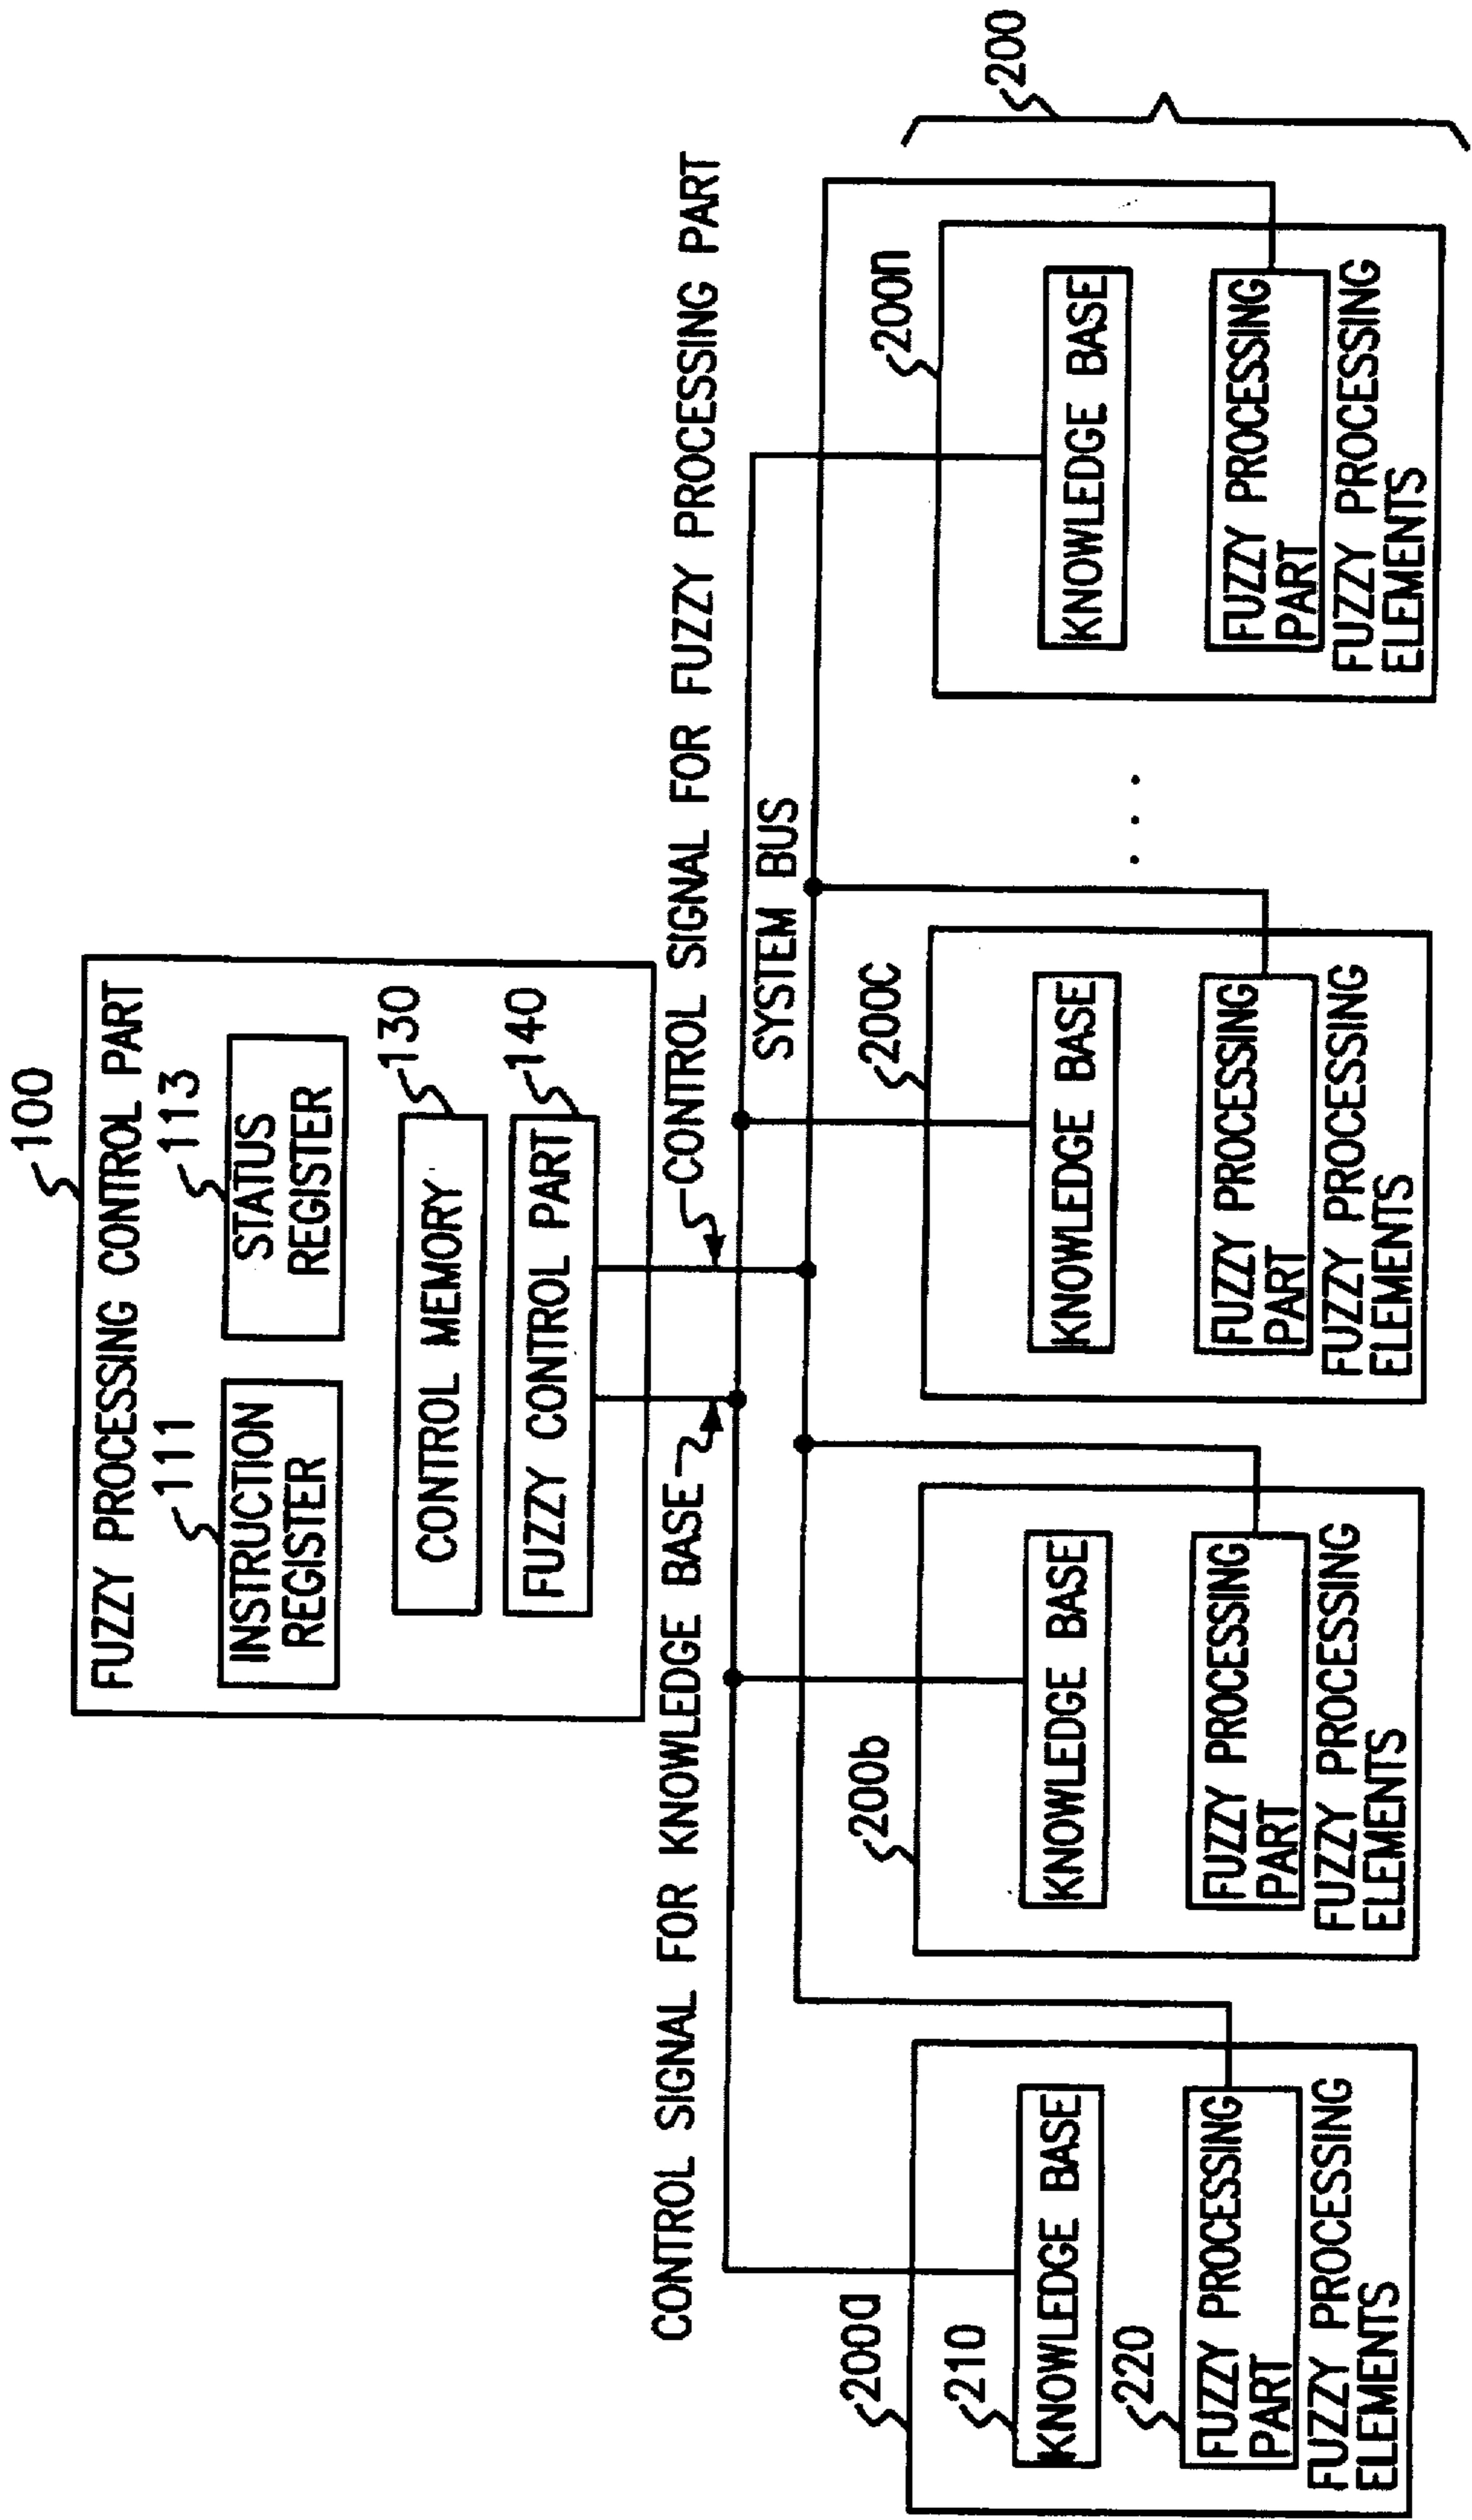 100
FUZZY PROCESSING CONTROL PART
111
113
INSTRUCTION
REGISTER
STATUS
REGISTER
130
CONTROL MEMORY
140
FUZZY CONTROL PART
CONTROL SIGNAL FOR KNOWLEDGE BASE
CONTROL SIGNAL FOR FUZZY PROCESSING PART
SYSTEM BUS
200a
210
KNOWLEDGE BASE
220
FUZZY PROCESSING
PART
FUZZY PROCESSING
ELEMENTS
200b
KNOWLEDGE BASE
FUZZY PROCESSING
PART
FUZZY PROCESSING
ELEMENTS
200c
KNOWLEDGE BASE
FUZZY PROCESSING
PART
FUZZY PROCESSING
ELEMENTS
. . .
200n
KNOWLEDGE BASE
FUZZY PROCESSING
PART
FUZZY PROCESSING
ELEMENTS
200